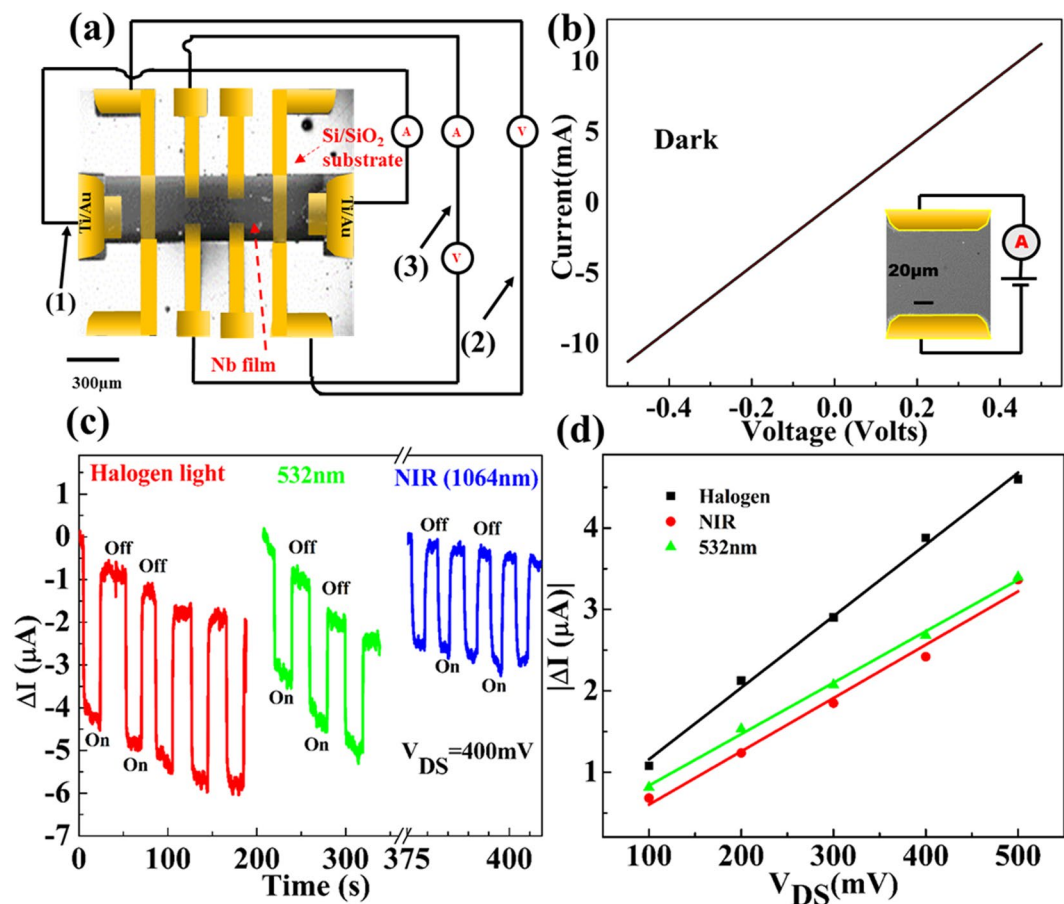 (a)
A
A
V
Si/SiO₂
substrate
Ti/Au
Ti/Au
(1)
(3)
V
(2)
Nb film
300μm
(b)
Current(mA)
10
5
0
-5
-10
Dark
20μm
A
-0.4
-0.2
0.0
0.2
0.4
Voltage (Volts)
(c)
ΔI (μA)
1
0
-1
-2
-3
-4
-5
-6
-7
Halogen light
532nm
NIR (1064nm)
Off
Off
Off
Off
Off
Off
On
On
On
On
On
On
V_DS=400mV
0
100
200
300
375
400
Time (s)
(d)
|ΔI (μA)|
4
3
2
1
Halogen
NIR
532nm
100
200
300
400
500
V_DS(mV)